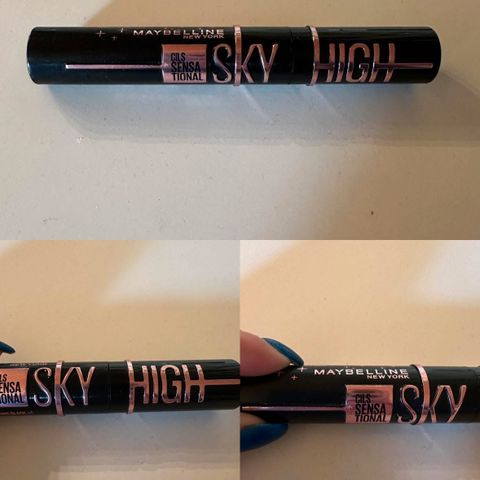 MAYBELLINE
NEW YORK
CILS
SENSA
TIONAL
SKY HIGH
CILS
SENSA
TIONAL
SKY HIGH
MAYBELLINE
NEW YORK
CILS
SENSA
TIONAL
SKY